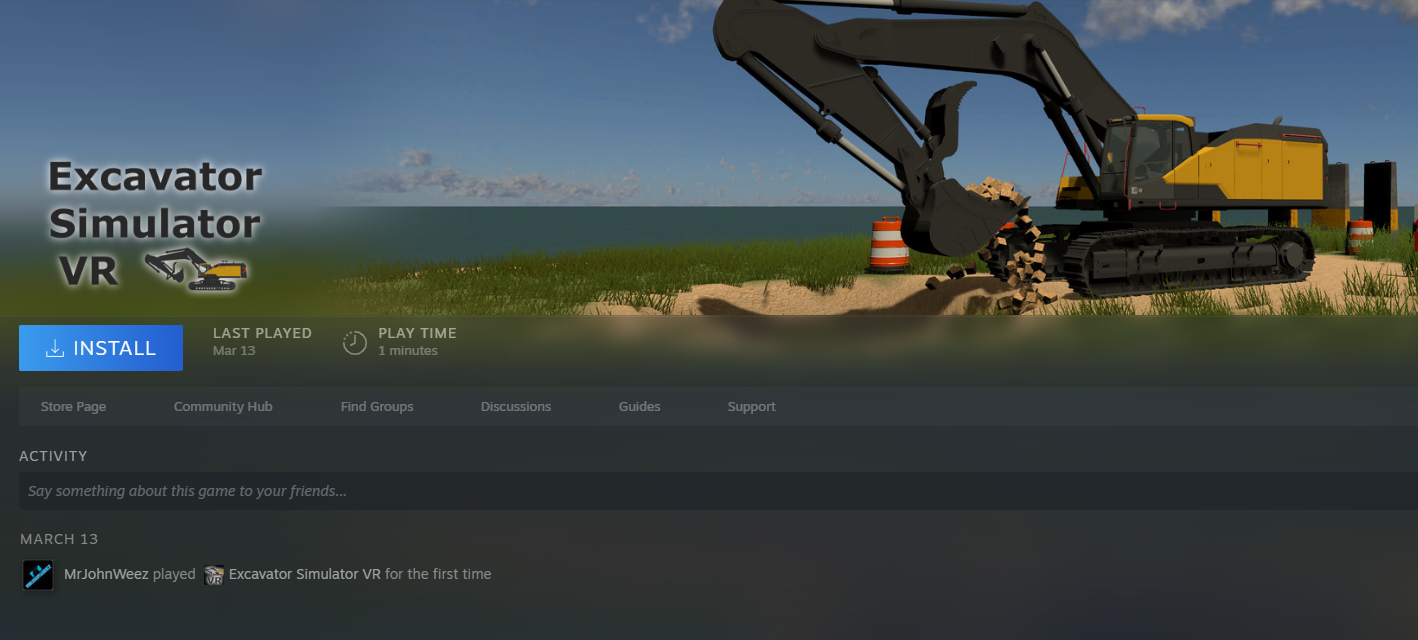 Excavator
Simulator
VR
INSTALL
LAST PLAYED
Mar 13
PLAY TIME
1 minutes
Store Page
Community Hub
Find Groups
Discussions
Guides
Support
ACTIVITY
Say something about this game to your friends...
MARCH 13
MrJohnWeez played VR Excavator Simulator VR for the first time